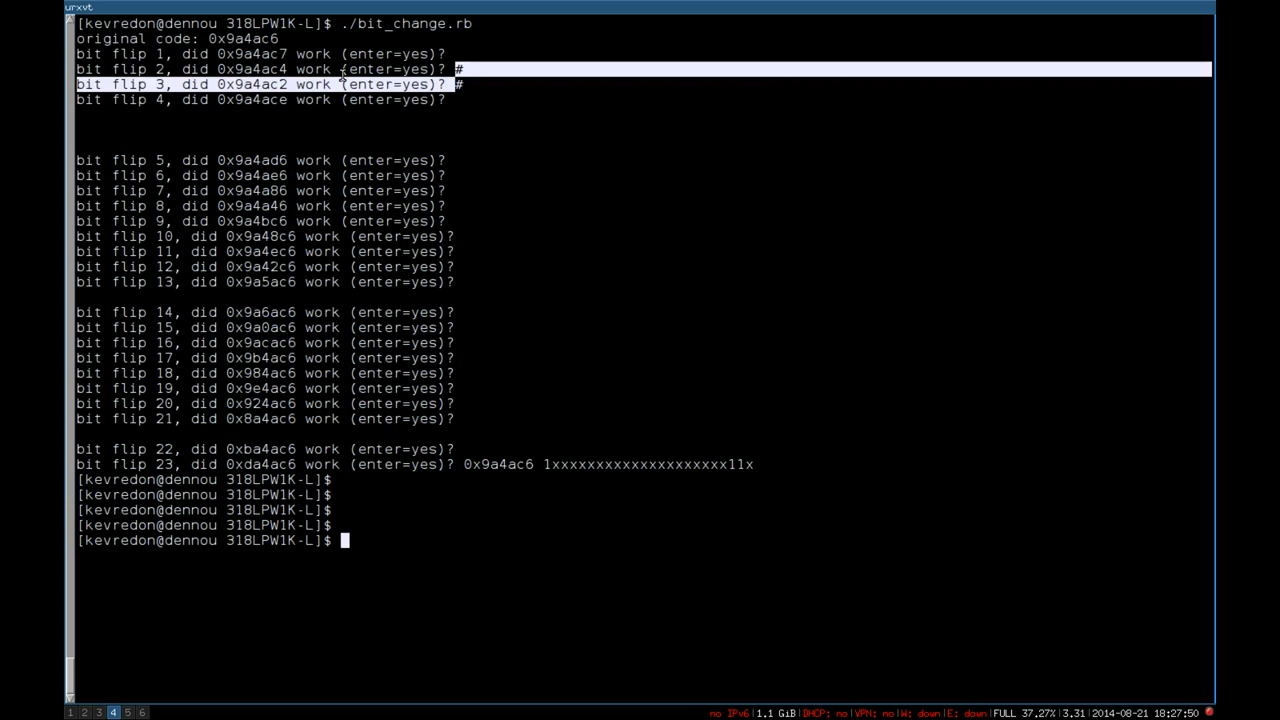 urxvt
[kevredon@dennou 318LPW1K-L]$ ./bit_change.rb
original code: 0x9a4ac6
bit flip 1, did 0x9a4ac7 work (enter=yes)?
bit flip 2, did 0x9a4ac4 work (enter=yes)? #
bit flip 3, did 0x9a4ac2 work (enter=yes)? #
bit flip 4, did 0x9a4ace work (enter=yes)?
bit flip 5, did 0x9a4ad6 work (enter=yes)?
bit flip 6, did 0x9a4ae6 work (enter=yes)?
bit flip 7, did 0x9a4a86 work (enter=yes)?
bit flip 8, did 0x9a4a46 work (enter=yes)?
bit flip 9, did 0x9a4bc6 work (enter=yes)?
bit flip 10, did 0x9a48c6 work (enter=yes)?
bit flip 11, did 0x9a4ec6 work (enter=yes)?
bit flip 12, did 0x9a42c6 work (enter=yes)?
bit flip 13, did 0x9a5ac6 work (enter=yes)?
bit flip 14, did 0x9a6ac6 work (enter=yes)?
bit flip 15, did 0x9a0ac6 work (enter=yes)?
bit flip 16, did 0x9acac6 work (enter=yes)?
bit flip 17, did 0x9b4ac6 work (enter=yes)?
bit flip 18, did 0x984ac6 work (enter=yes)?
bit flip 19, did 0x9e4ac6 work (enter=yes)?
bit flip 20, did 0x924ac6 work (enter=yes)?
bit flip 21, did 0x8a4ac6 work (enter=yes)?
bit flip 22, did 0xba4ac6 work (enter=yes)?
bit flip 23, did 0xda4ac6 work (enter=yes)? 0x9a4ac6 1xxxxxxxxxxxxxxxxxxxx11x
[kevredon@dennou 318LPW1K-L]$
[kevredon@dennou 318LPW1K-L]$
[kevredon@dennou 318LPW1K-L]$
[kevredon@dennou 318LPW1K-L]$
[kevredon@dennou 318LPW1K-L]$
1 2 3 4 5 6 no IPv6|1.1 GiB|DHCP: no|VPN: no|W: down|E: down|FULL 37.27%|3.31|2014-08-21 18:27:50